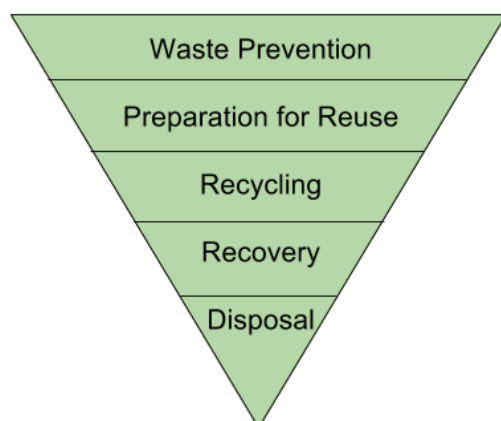 Waste Prevention
Preparation for Reuse
Recycling
Recovery
Disposal